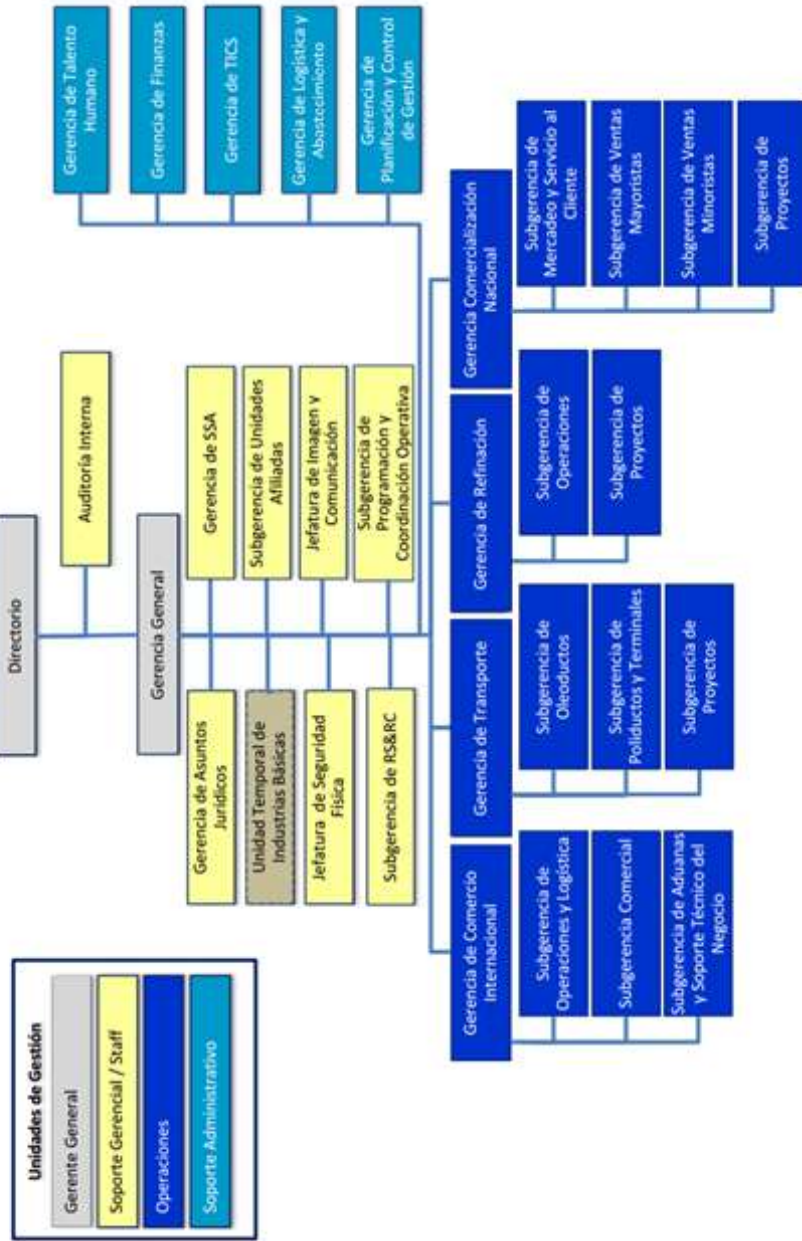 Directorio
Auditoría Interna
Gerencia General
Gerencia de Asuntos
Jurídicos
Gerencia de SSA
Unidad Temporal de
Industrias Básicas
Subgerencia de Unidades
Afiliadas
Jefatura de Seguridad
Física
Jefatura de Imagen y
Comunicación
Subgerencia de RS&RC
Subgerencia de
Programación y
Coordinación Operativa
Gerencia de Talento
Humano
Gerencia de Finanzas
Gerencia de TICS
Gerencia de Logística y
Abastecimiento
Gerencia de
Planificación y Control
de Gestión
Gerencia de Comercio
Internacional
Subgerencia de
Operaciones y Logística
Subgerencia Comercial
Subgerencia de Aduanas
y Soporte Técnico del
Negocio
Gerencia de Transporte
Subgerencia de
Oleoductos
Subgerencia de
Poliductos y Terminales
Subgerencia de
Proyectos
Gerencia de Refinación
Subgerencia de
Operaciones
Subgerencia de
Proyectos
Gerencia Comercialización
Nacional
Subgerencia de
Mercadeo y Servicio al
Cliente
Subgerencia de Ventas
Mayoristas
Subgerencia de Ventas
Minoristas
Subgerencia de
Proyectos
Unidades de Gestión
Gerente General
Soporte Gerencial / Staff
Operaciones
Soporte Administrativo